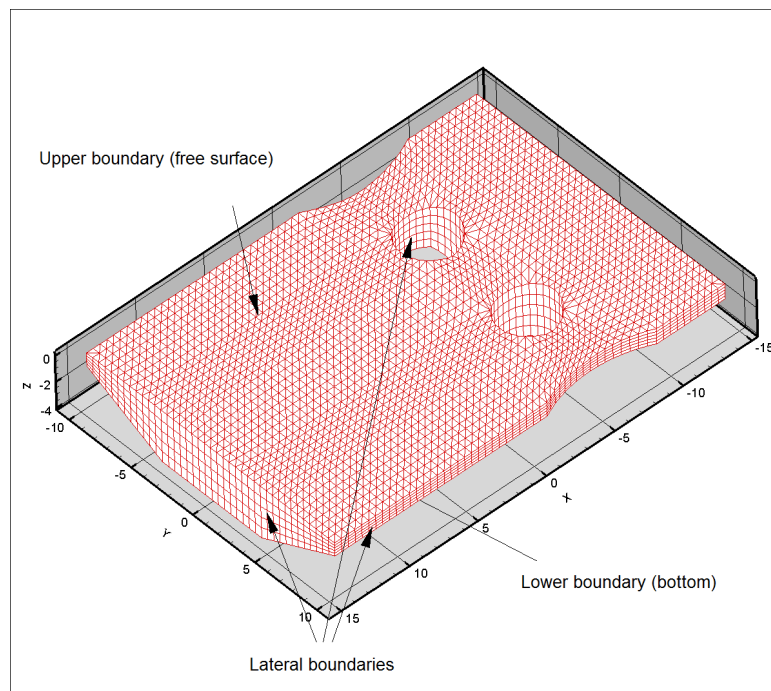 Upper boundary (free surface)
0
-2
-4
Z
-10
-5
0
5
10
Y
15
10
5
0
-5
-10
-15
X
Lower boundary (bottom)
Lateral boundaries